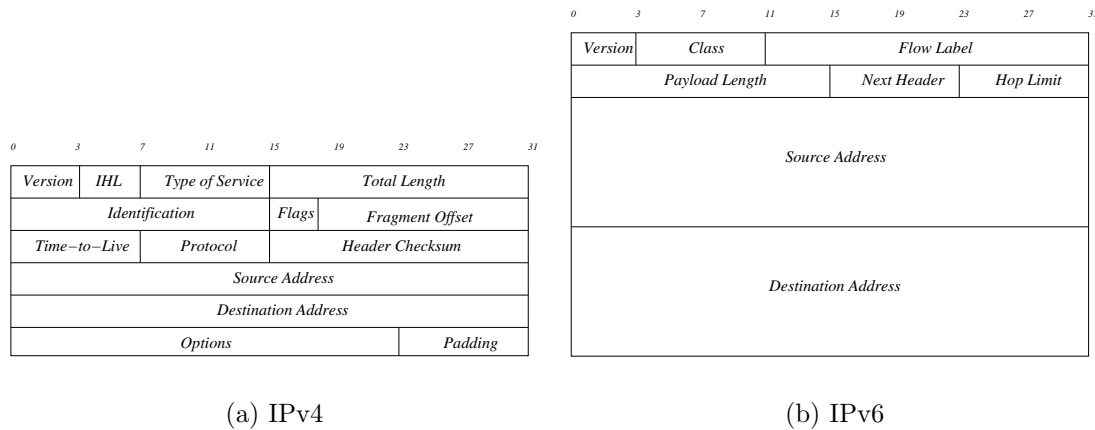 0 3 7 11 15 19 23 27 31
Version IHL Type of Service Total Length
Identification Flags Fragment Offset
Time−to−Live Protocol Header Checksum
Source Address
Destination Address
Options Padding
(a) IPv4
0 3 7 11 15 19 23 27 31
Version Class Flow Label
Payload Length Next Header Hop Limit
Source Address
Destination Address
(b) IPv6